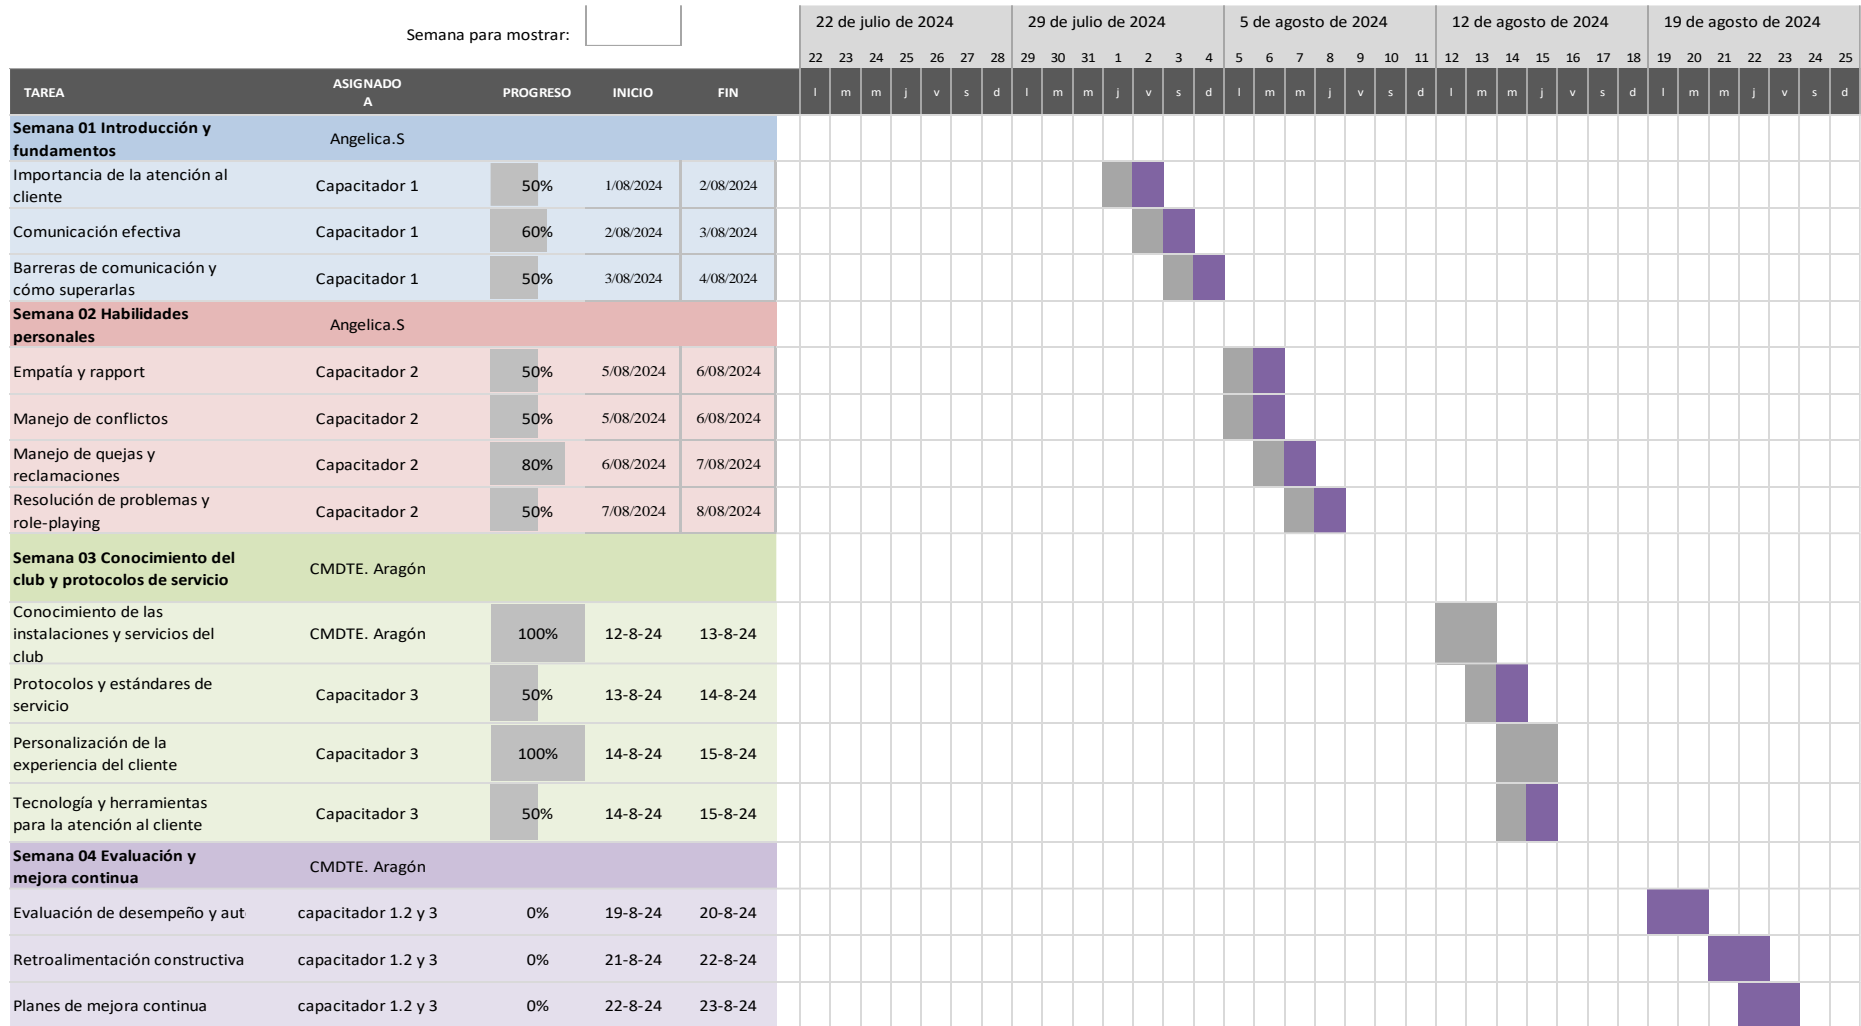 Semana para mostrar:
22 de julio de 2024 29 de julio de 2024 5 de agosto de 2024 12 de agosto de 2024 19 de agosto de 2024
22 23 24 25 26 27 28 29 30 31 1 2 3 4 5 6 7 8 9 10 11 12 13 14 15 16 17 18 19 20 21 22 23 24 25
TAREA ASIGNADO A PROGRESO INICIO FIN l m m j v s d l m m j v s d l m m j v s d l m m j v s d l m m j v s d
Semana 01 Introducción y
fundamentos
Angelica.S
Importancia de la atención al
cliente
Capacitador 1 50% 1/08/2024 2/08/2024
Comunicación efectiva Capacitador 1 60% 2/08/2024 3/08/2024
Barreras de comunicación y
cómo superarlas
Capacitador 1 50% 3/08/2024 4/08/2024
Semana 02 Habilidades
personales
Angelica.S
Empatía y rapport Capacitador 2 50% 5/08/2024 6/08/2024
Manejo de conflictos Capacitador 2 50% 5/08/2024 6/08/2024
Manejo de quejas y
reclamaciones
Capacitador 2 80% 6/08/2024 7/08/2024
Resolución de problemas y
role-playing
Capacitador 2 50% 7/08/2024 8/08/2024
Semana 03 Conocimiento del
club y protocolos de servicio
CMDTE. Aragón
Conocimiento de las
instalaciones y servicios del
club
CMDTE. Aragón 100% 12-8-24 13-8-24
Protocolos y estándares de
servicio
Capacitador 3 50% 13-8-24 14-8-24
Personalización de la
experiencia del cliente
Capacitador 3 100% 14-8-24 15-8-24
Tecnología y herramientas
para la atención al cliente
Capacitador 3 50% 14-8-24 15-8-24
Semana 04 Evaluación y
mejora continua
CMDTE. Aragón
Evaluación de desempeño y aut capacitador 1.2 y 3 0% 19-8-24 20-8-24
Retroalimentación constructiva capacitador 1.2 y 3 0% 21-8-24 22-8-24
Planes de mejora continua capacitador 1.2 y 3 0% 22-8-24 23-8-24